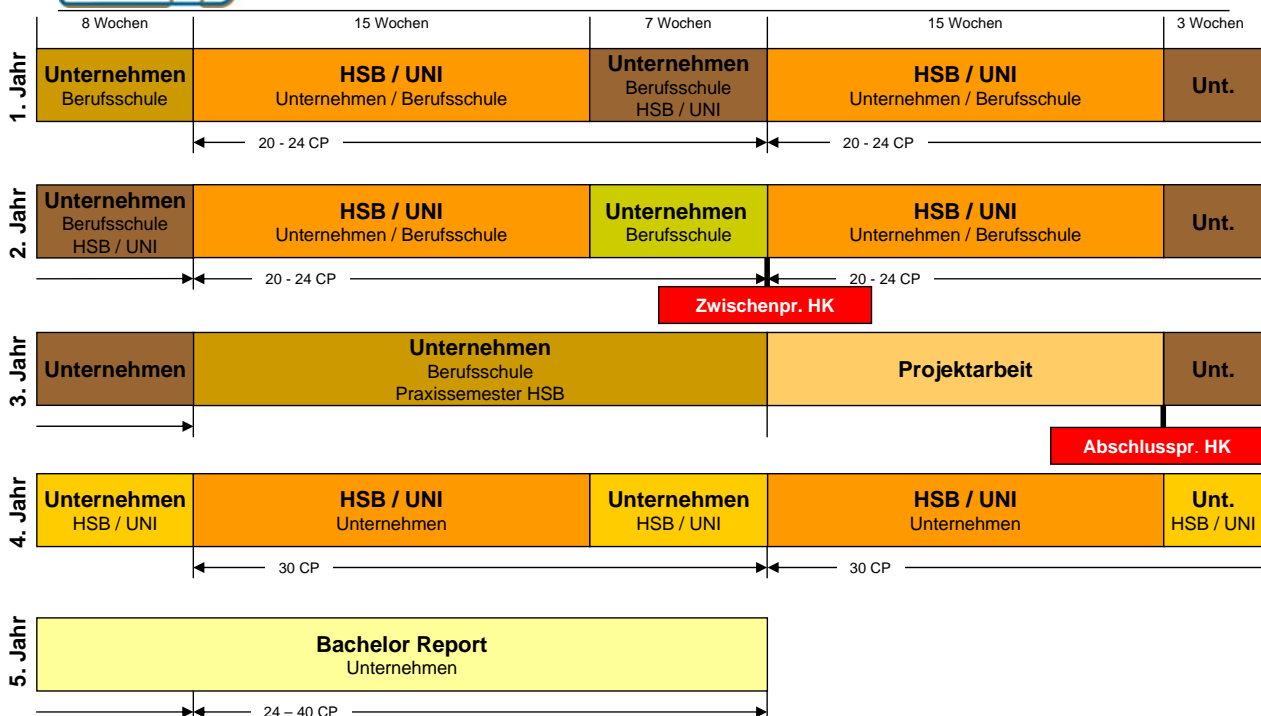 8 Wochen
15 Wochen
7 Wochen
15 Wochen
3 Wochen
1. Jahr
Unternehmen
Berufsschule
HSB / UNI
Unternehmen / Berufsschule
Unternehmen
Berufsschule
HSB / UNI
HSB / UNI
Unternehmen / Berufsschule
Unt.
20 - 24 CP
20 - 24 CP
2. Jahr
Unternehmen
Berufsschule
HSB / UNI
HSB / UNI
Unternehmen / Berufsschule
Unternehmen
Berufsschule
HSB / UNI
Unternehmen / Berufsschule
Unt.
20 - 24 CP
20 - 24 CP
Zwischenpr. HK
3. Jahr
Unternehmen
Unternehmen
Berufsschule
Praxissemester HSB
Projektarbeit
Unt.
Abschlusspr. HK
4. Jahr
Unternehmen
HSB / UNI
HSB / UNI
Unternehmen
Unternehmen
HSB / UNI
HSB / UNI
Unternehmen
Unt.
HSB / UNI
30 CP
30 CP
5. Jahr
Bachelor Report
Unternehmen
24 – 40 CP